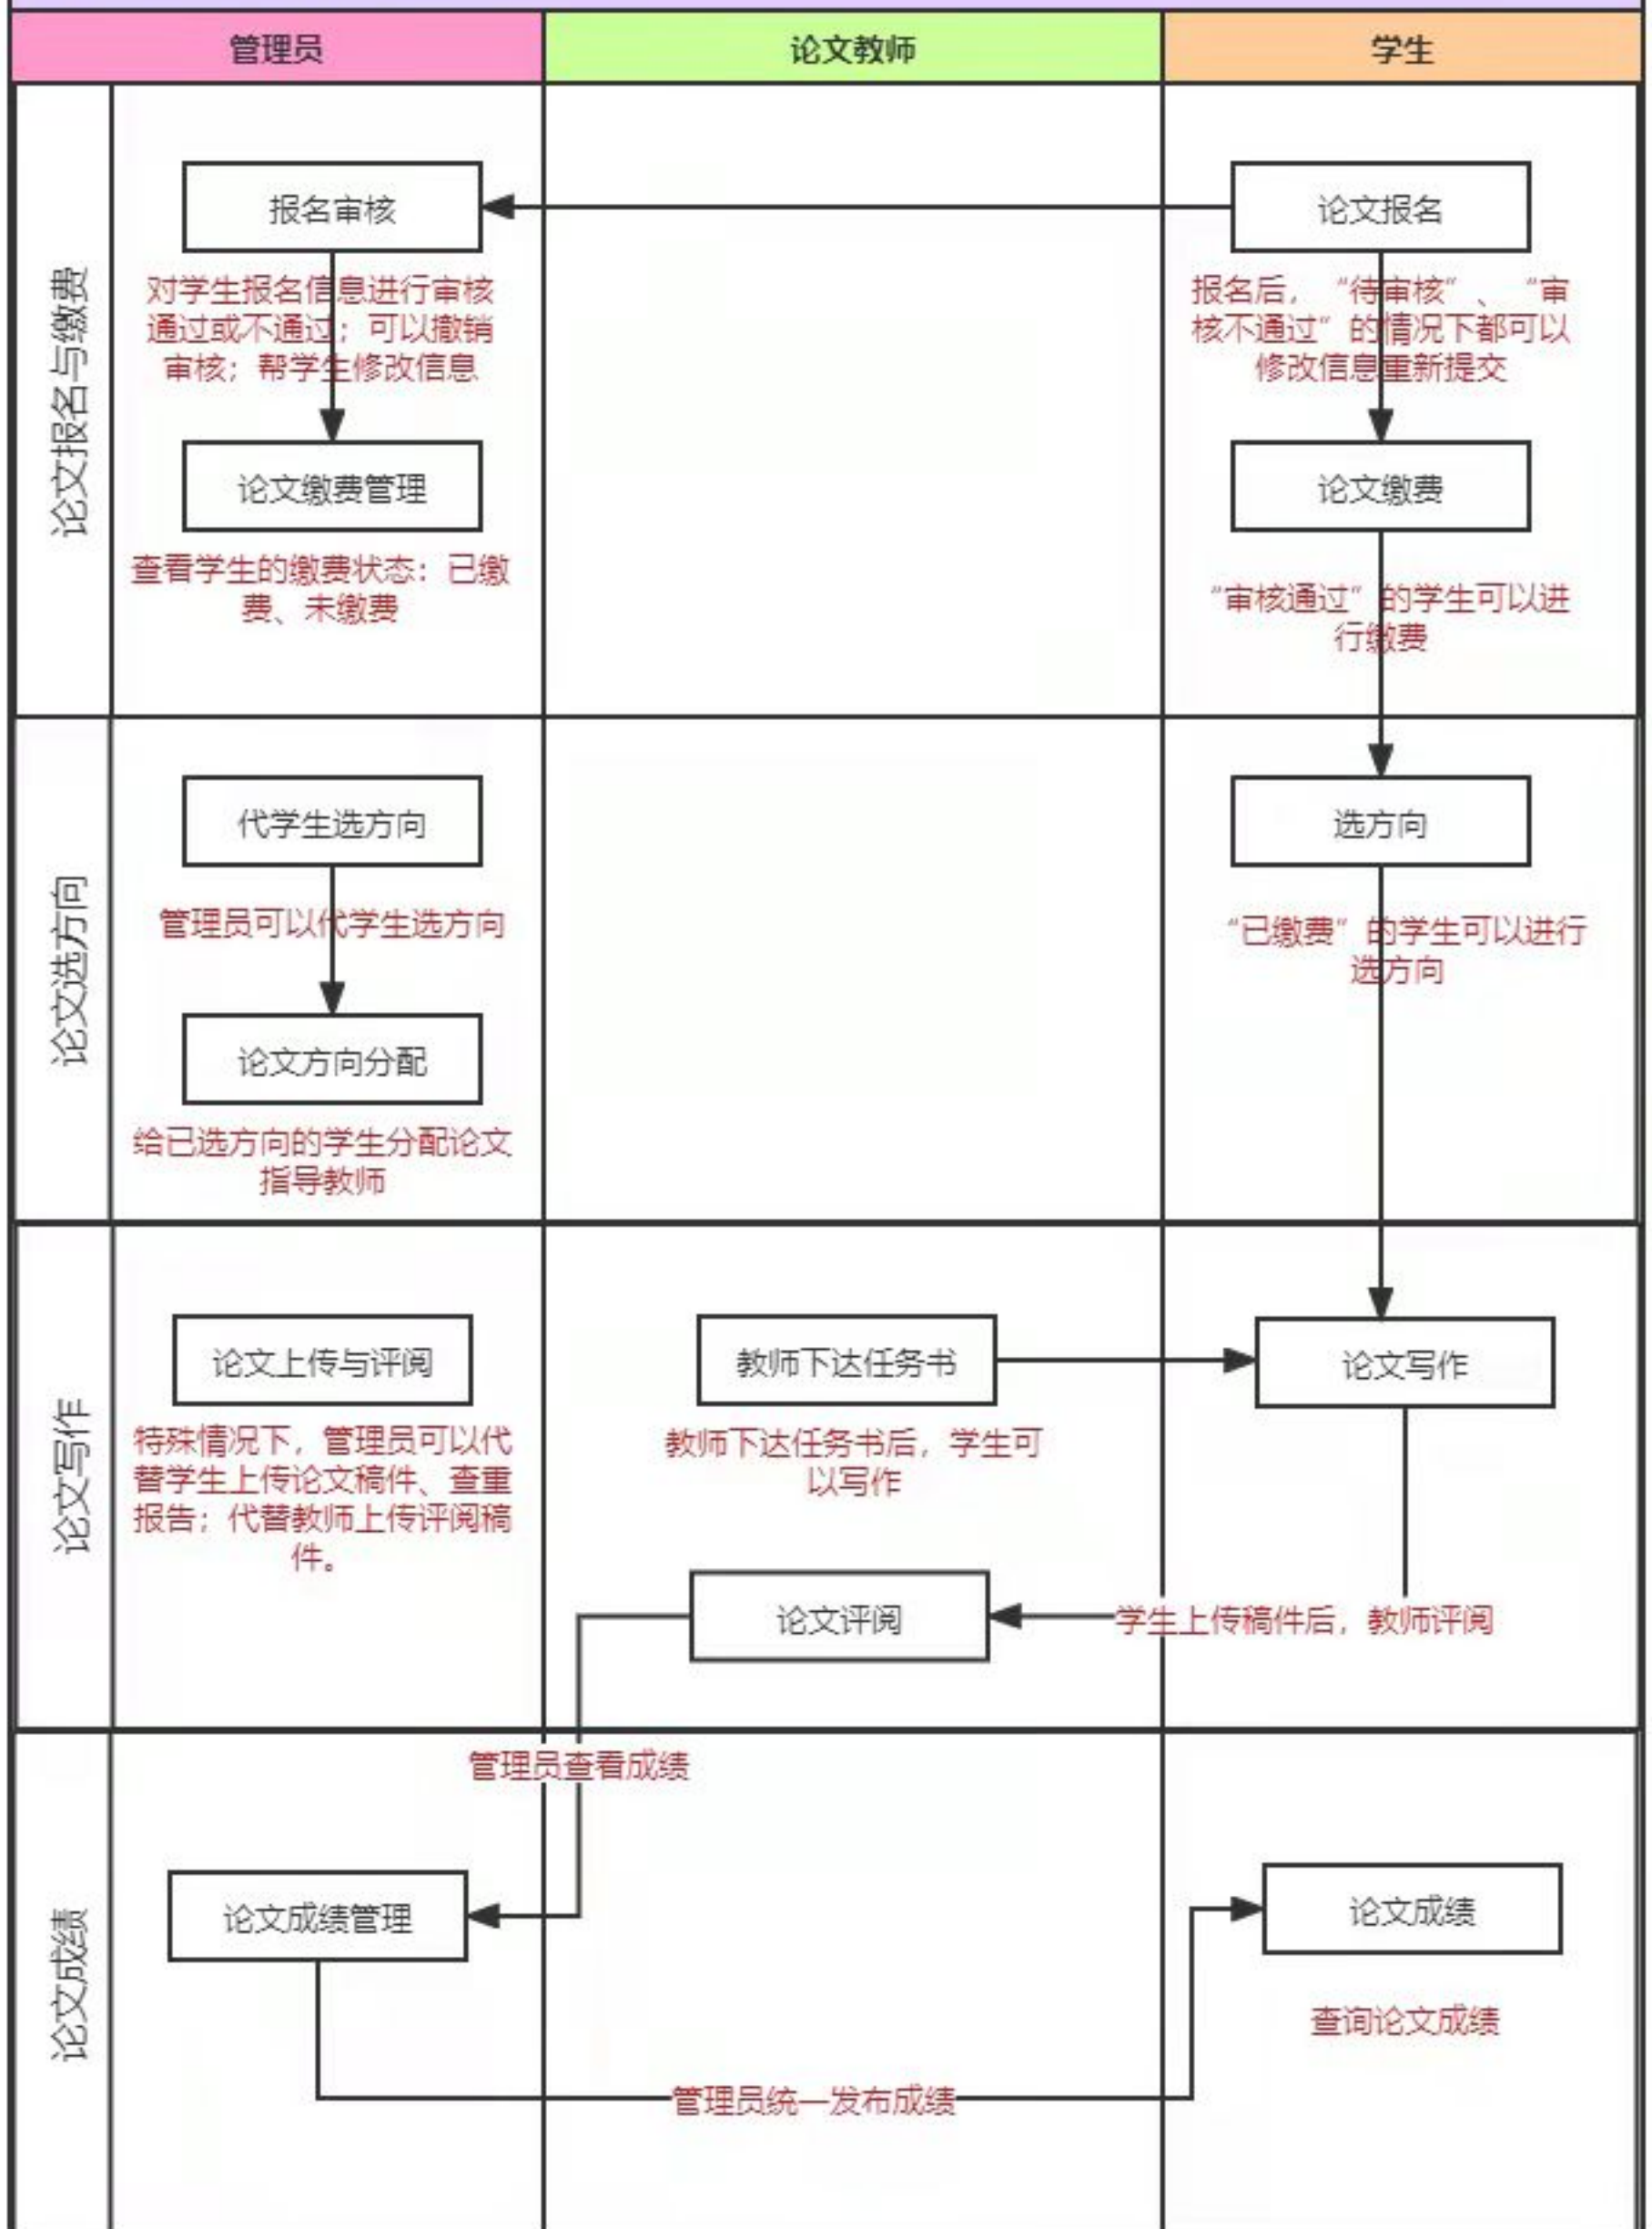 管理员
论文教师
学生
论文报名与缴费
报名审核
论文报名
对学生报名信息进行审核
通过或不通过；可以撤销
审核；帮学生修改信息
报名后，“待审核”、“审
核不通过”的情况下都可以
修改信息重新提交
论文缴费管理
论文缴费
查看学生的缴费状态：已缴
费、未缴费
“审核通过”的学生可以进
行缴费
论文选方向
代学生选方向
选方向
管理员可以代学生选方向
“已缴费”的学生可以进行
选方向
论文方向分配
给已选方向的学生分配论文
指导教师
论文写作
论文上传与评阅
教师下达任务书
论文写作
特殊情况下，管理员可以代
替学生上传论文稿件、查重
报告；代替教师上传评阅稿
件。
教师下达任务书后，学生可
以写作
论文评阅
学生上传稿件后，教师评阅
论文成绩
管理员查看成绩
论文成绩管理
论文成绩
查询论文成绩
管理员统一发布成绩